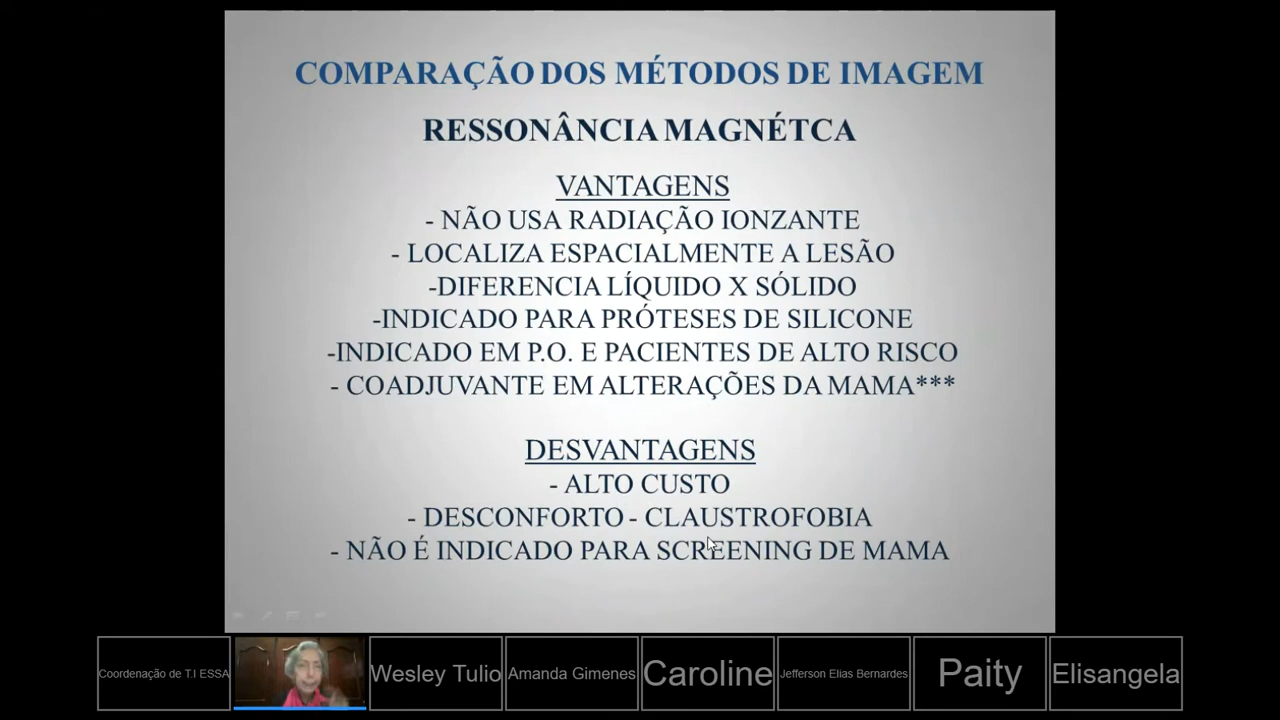 COMPARAÇÃO DOS MÉTODOS DE IMAGEM
RESSONÂNCIA MAGNÉTCA
VANTAGENS
- NÃO USA RADIAÇÃO IONZANTE
- LOCALIZA ESPACIALMENTE A LESÃO
-DIFERENCIA LÍQUIDO X SÓLIDO
-INDICADO PARA PRÓTESES DE SILICONE
-INDICADO EM P.O. E PACIENTES DE ALTO RISCO
- COADJUVANTE EM ALTERAÇÕES DA MAMA***
DESVANTAGENS
- ALTO CUSTO
- DESCONFORTO - CLAUSTROFOBIA
- NÃO É INDICADO PARA SCREENING DE MAMA
Coordenação de T.I ESSA
Wesley Tulio
Amanda Gimenes
Caroline
Jefferson Elias Bernardes
Paity
Elisangela